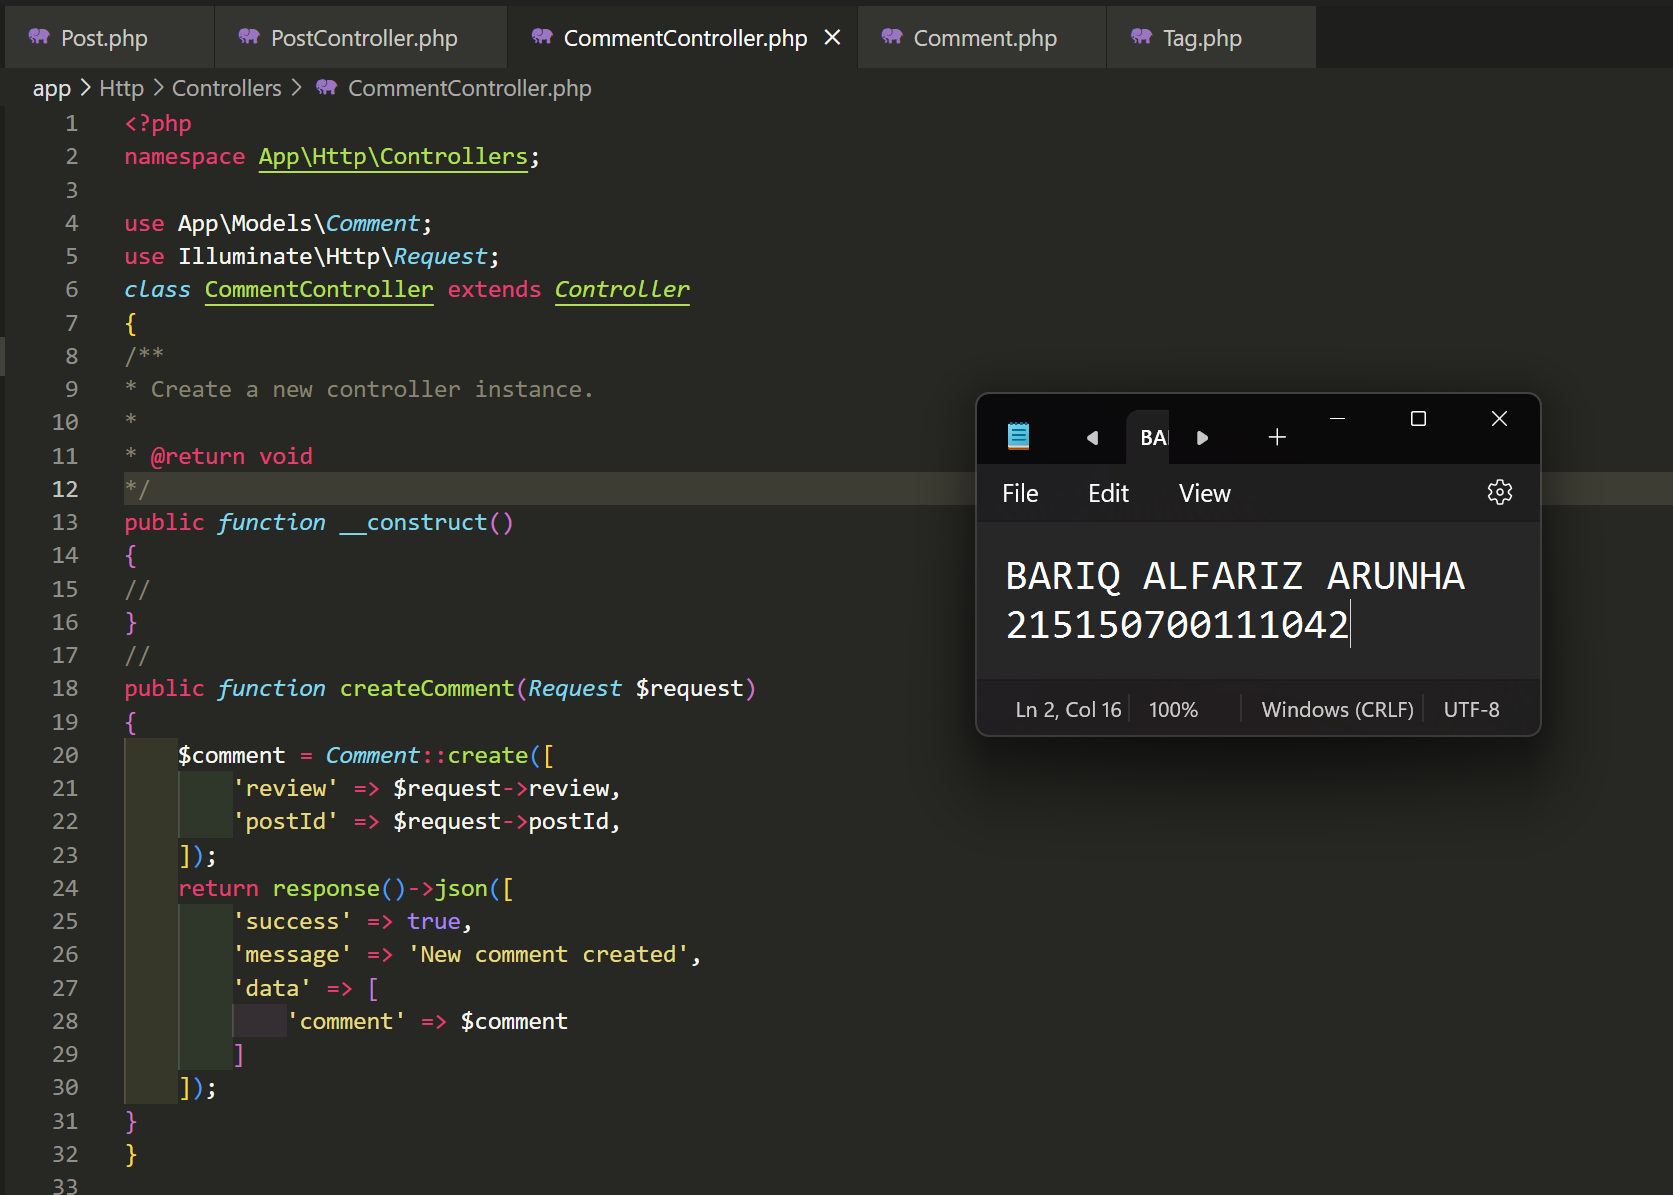 Post.php
PostController.php
CommentController.php
Comment.php
Tag.php
app > Http > Controllers > CommentController.php
1 <?php
2 namespace App\Http\Controllers;
3
4 use App\Models\Comment;
5 use Illuminate\Http\Request;
6 class CommentController extends Controller
7 {
8 /**
9 * Create a new controller instance.
10 *
11 * @return void
12 */
13 public function __construct()
14 {
15 //
16 }
17 //
18 public function createComment(Request $request)
19 {
20     $comment = Comment::create([
21         'review' => $request->review,
22         'postId' => $request->postId,
23     ]);
24     return response()->json([
25         'success' => true,
26         'message' => 'New comment created',
27         'data' => [
28             'comment' => $comment
29         ]
30     ]);
31 }
32 }
33
BA
File Edit View
BARIQ ALFARIZ ARUNHA
215150700111042
Ln 2, Col 16 100% Windows (CRLF) UTF-8